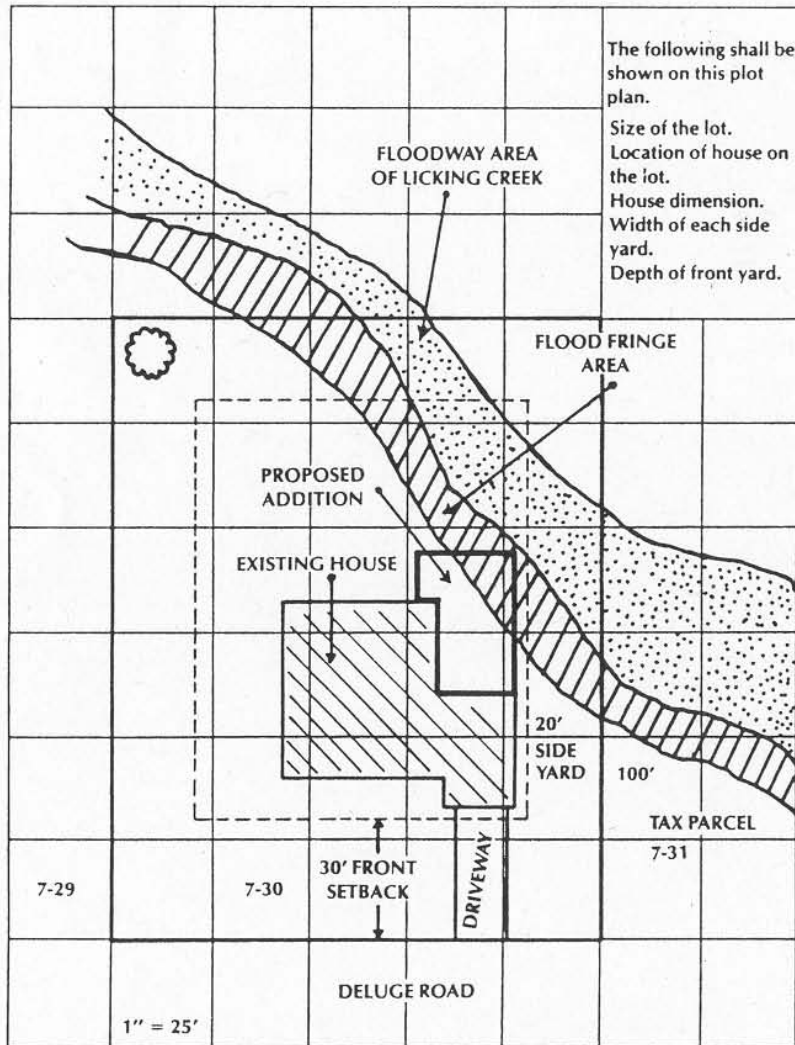 The following shall be
shown on this plot
plan.
Size of the lot.
Location of house on
the lot.
House dimension.
Width of each side
yard.
Depth of front yard.
FLOODWAY AREA
OF LICKING CREEK
FLOOD FRINGE
AREA
PROPOSED
ADDITION
EXISTING HOUSE
20'
SIDE
YARD
100'
TAX PARCEL
7-31
30' FRONT
SETBACK
DRIVEWAY
7-29
7-30
DELUGE ROAD
1" = 25'